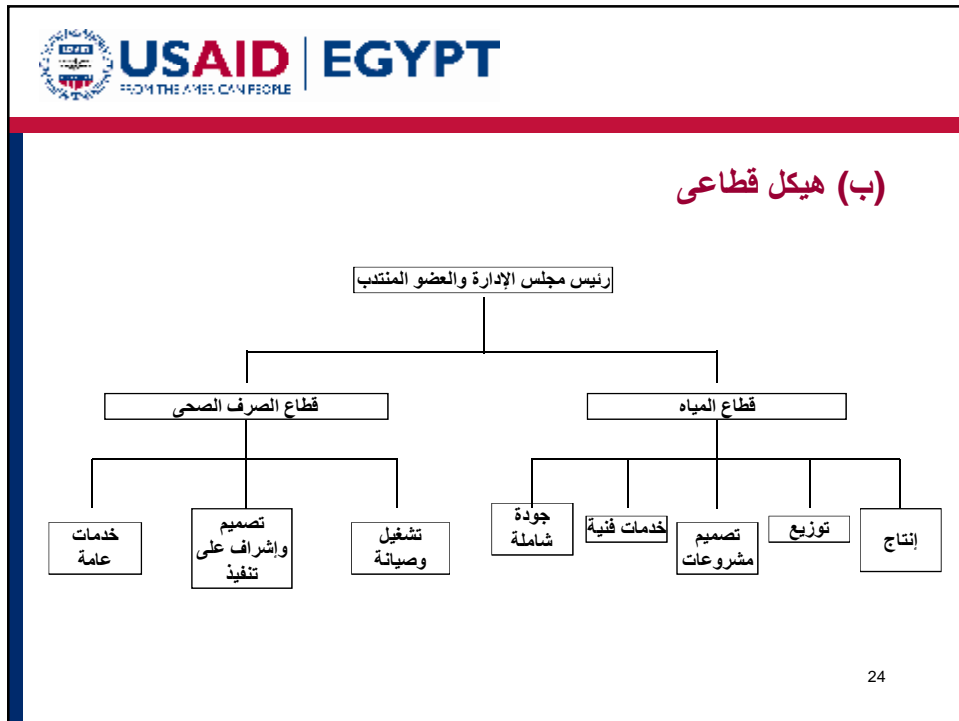 USAID | EGYPT
FROM THE AMERICAN PEOPLE
(ب) هيكل قطاعى
رئيس مجلس الإدارة والعضو المنتدب
قطاع المياه
قطاع الصرف الصحى
إنتاج
توزيع
تصميم
مشروعات
خدمات فنية
جودة
شاملة
تشغيل
وصيانة
تصميم
وإشراف على
تنفيذ
خدمات
عامة
24